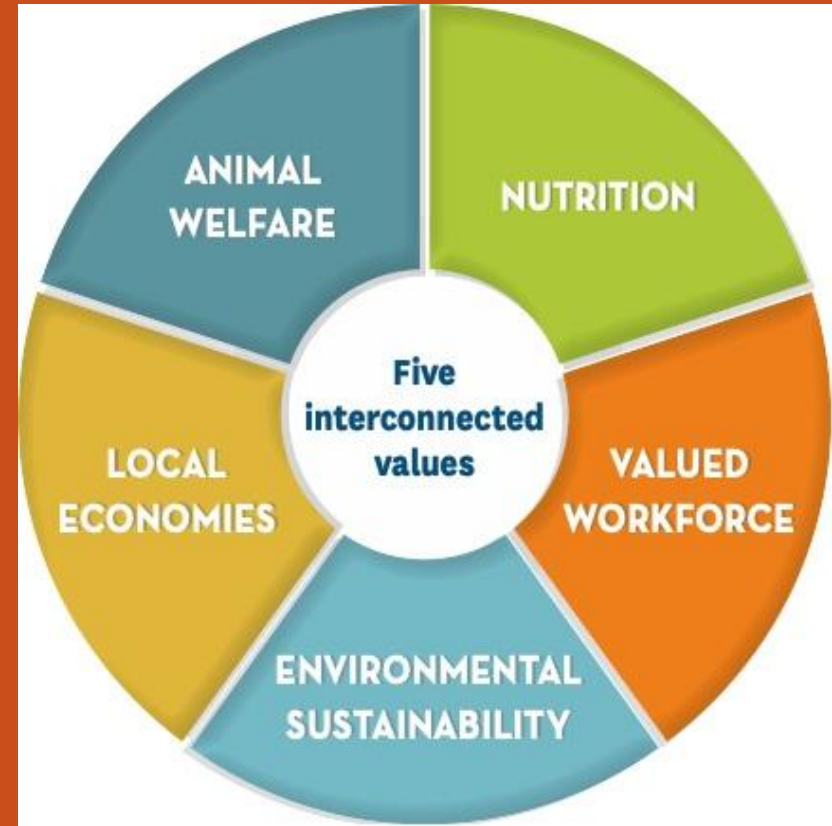 ANIMAL
WELFARE
NUTRITION
Five
interconnected
values
LOCAL
ECONOMIES
VALUED
WORKFORCE
ENVIRONMENTAL
SUSTAINABILITY